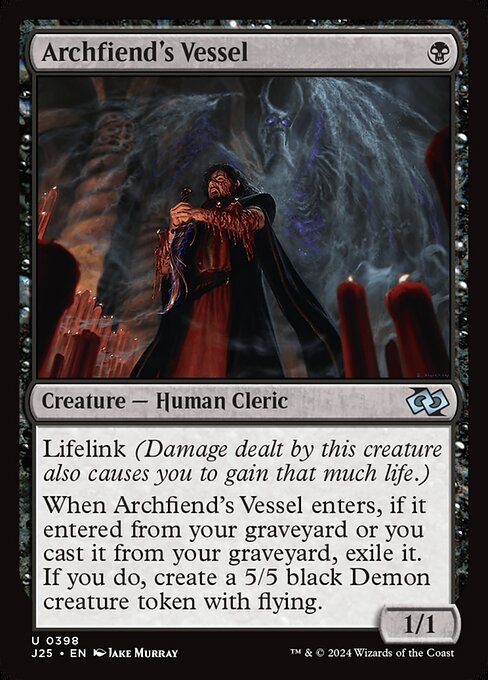 Archfiend's Vessel
Creature — Human Cleric
Lifelink (Damage dealt by this creature
also causes you to gain that much life.)
When Archfiend's Vessel enters, if it
entered from your graveyard or you
cast it from your graveyard, exile it.
If you do, create a 5/5 black Demon
creature token with flying.
1/1
U 0398
J25 • EN Jake Murray
™ & © 2024 Wizards of the Coast